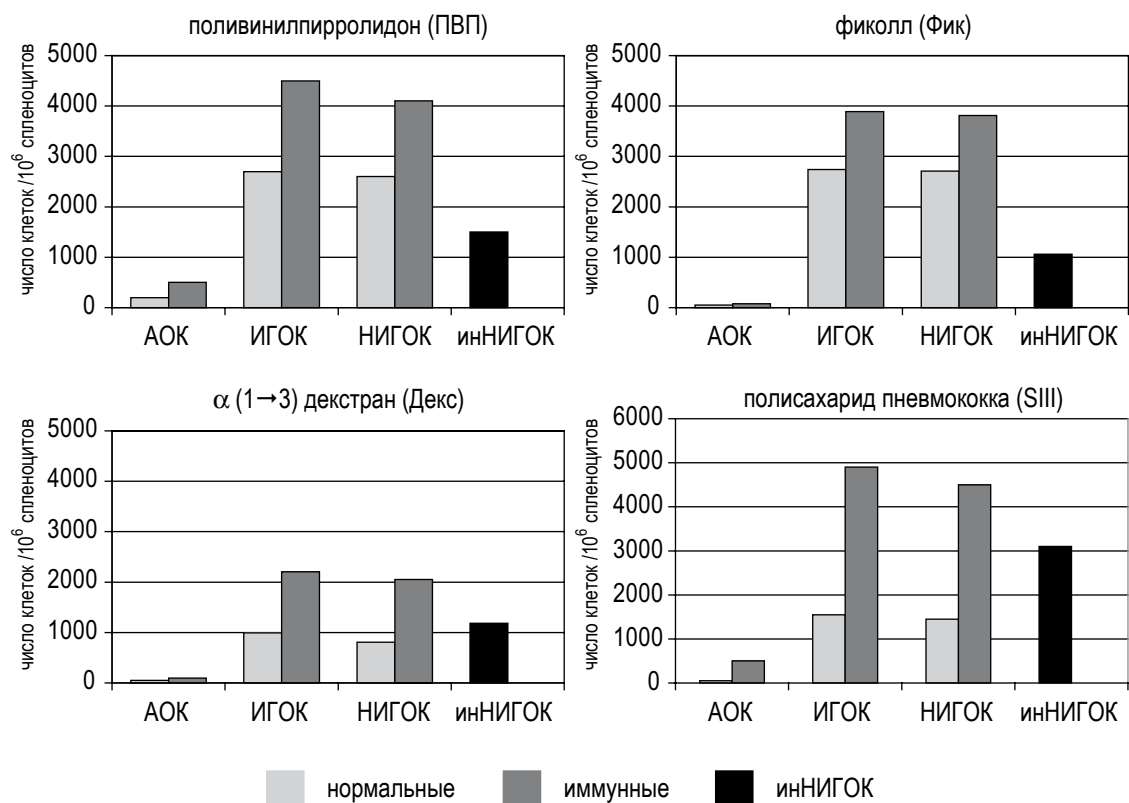 поливинилпирролидон (ПВП)
число клеток /10⁶ спленоцитов
5000
4000
3000
2000
1000
0
АОК ИГОК НИГОК инНИГОК
фиколл (Фик)
число клеток /10⁶ спленоцитов
5000
4000
3000
2000
1000
0
АОК ИГОК НИГОК инНИГОК
α (1→3) декстран (Декс)
число клеток /10⁶ спленоцитов
5000
4000
3000
2000
1000
0
АОК ИГОК НИГОК инНИГОК
полисахарид пневмококка (SIII)
число клеток /10⁶ спленоцитов
6000
5000
4000
3000
2000
1000
0
АОК ИГОК НИГОК инНИГОК
нормальные иммунные инНИГОК